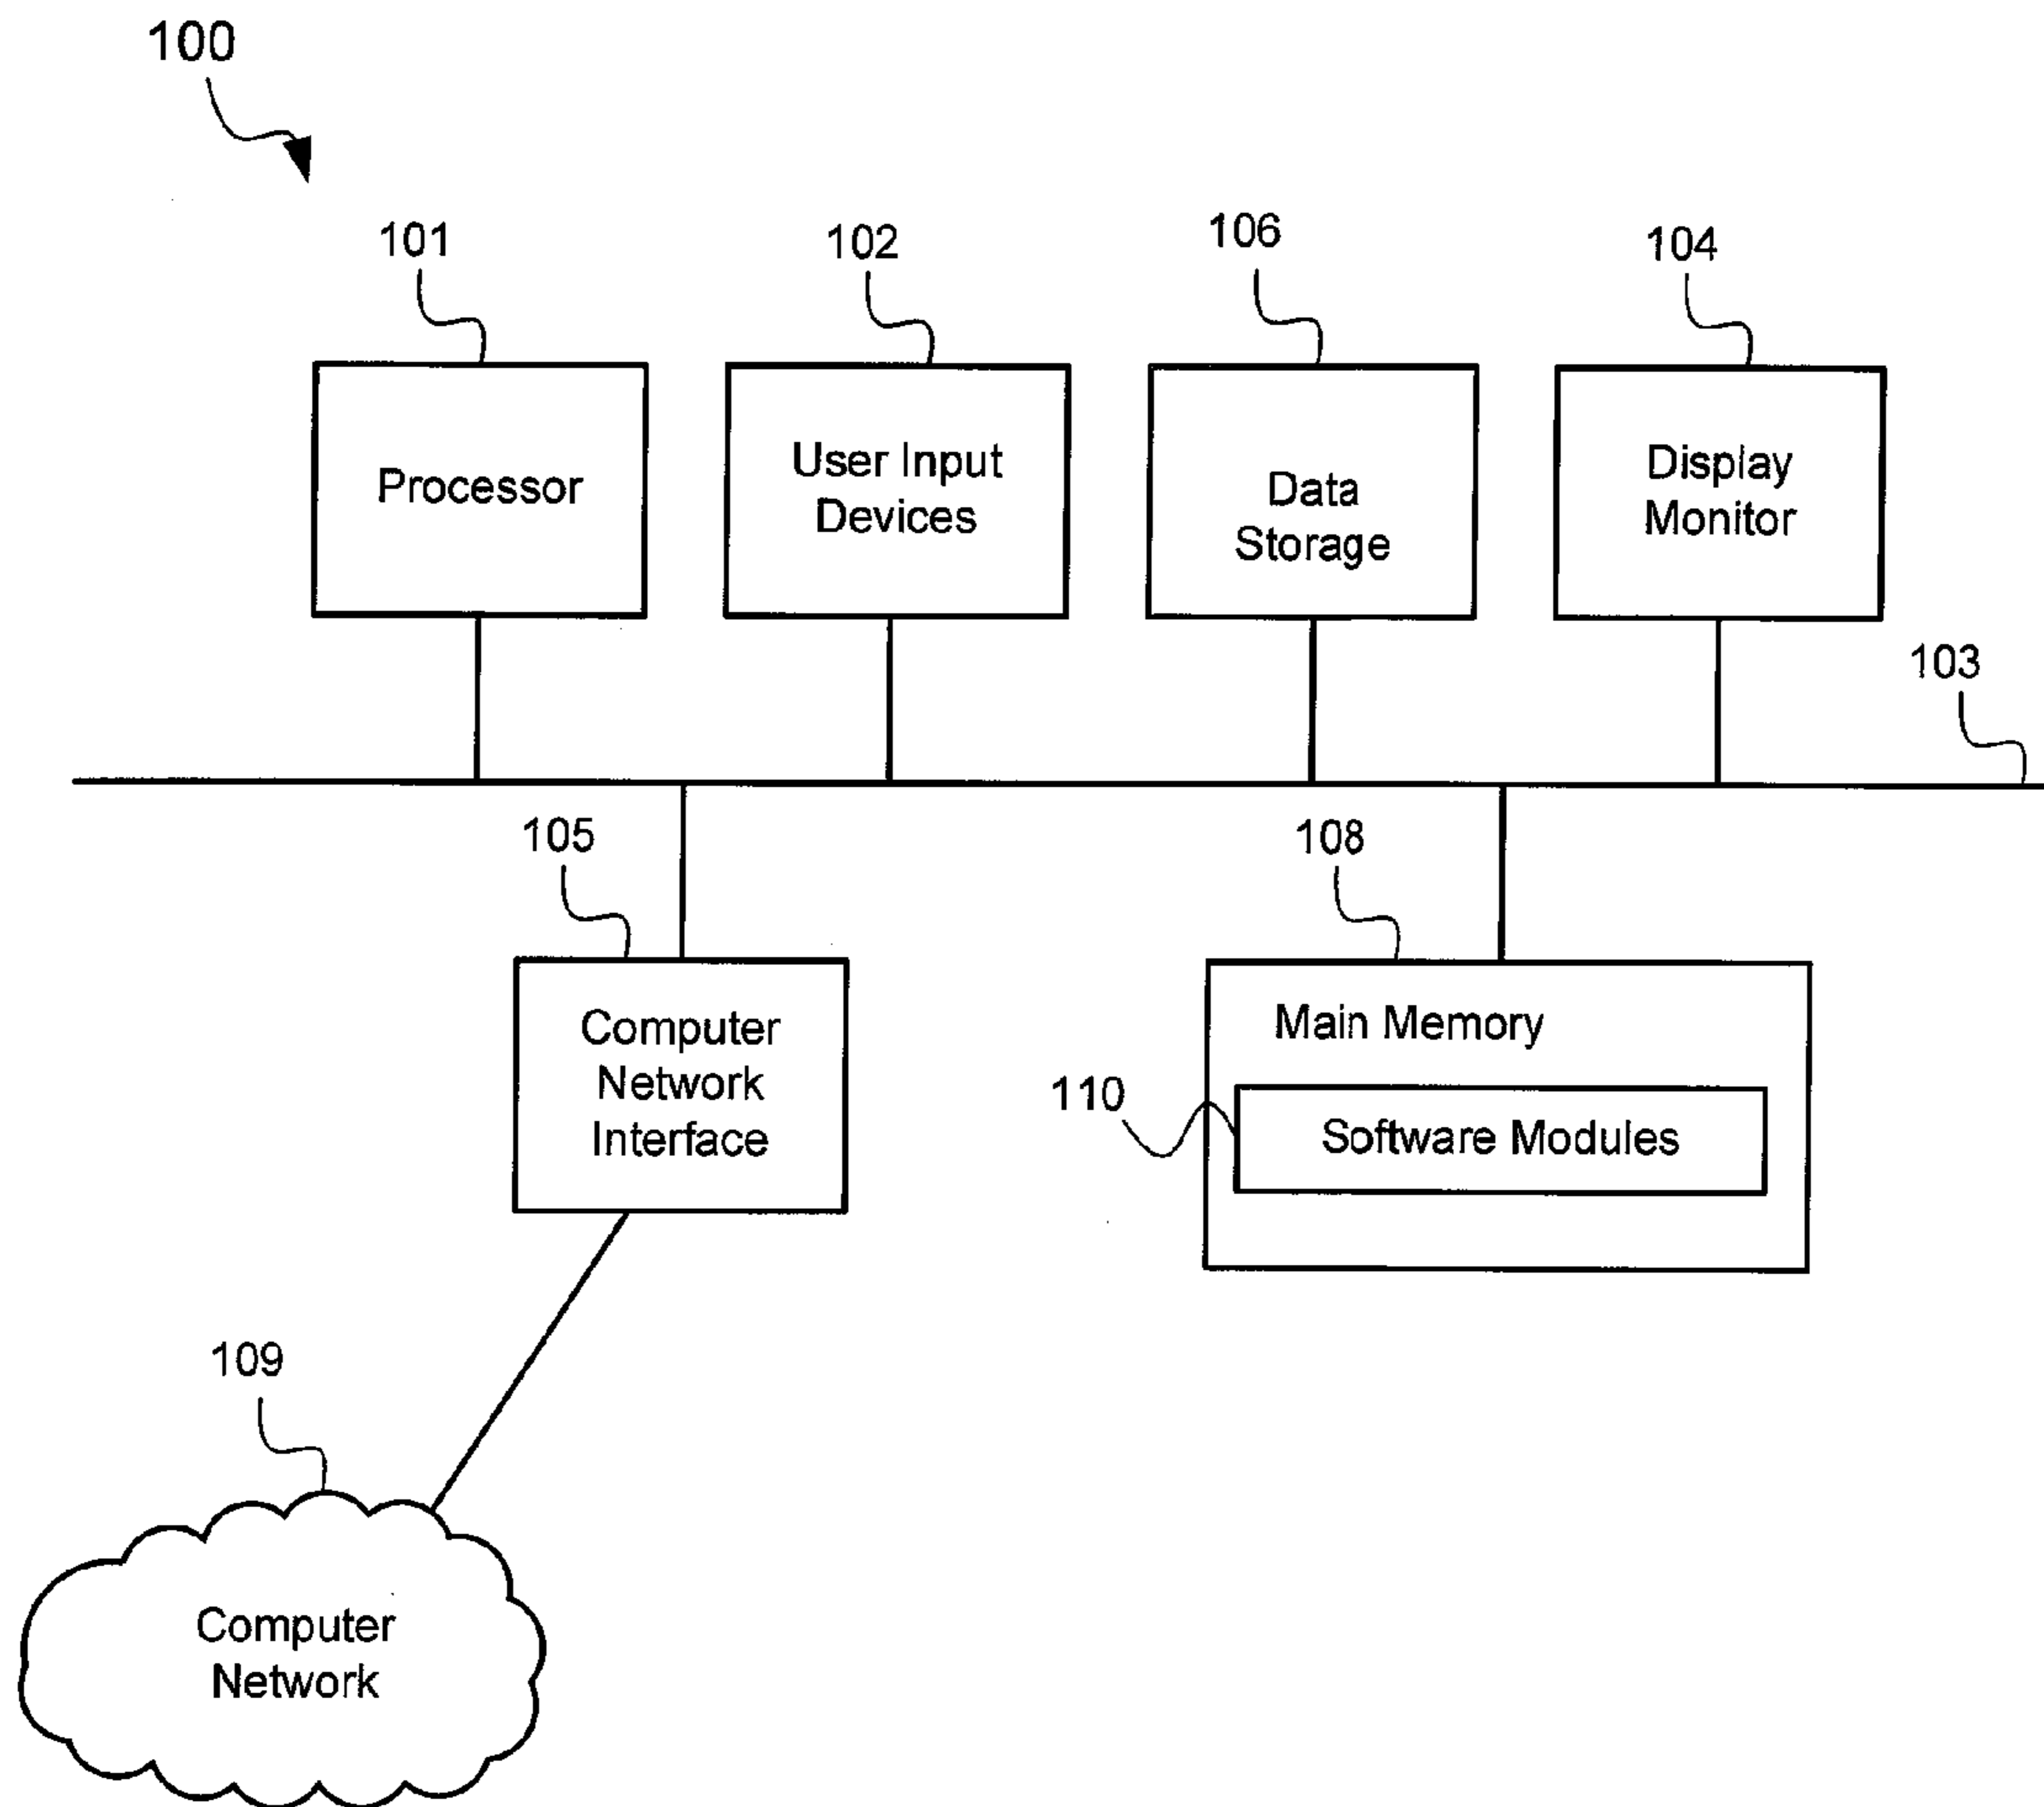 100
101
102
106
104
Processor
User Input
Devices
Data
Storage
Display
Monitor
103
105
108
Computer
Network
Interface
Main Memory
110
Software Modules
109
Computer
Network